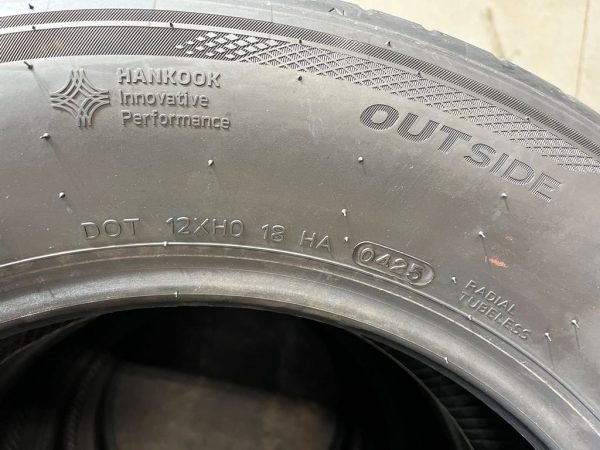 HANKOOK
Innovative
Performance
OUTSIDE
DOT 12XH0 18 HA 0425
RADIAL
TUBELESS